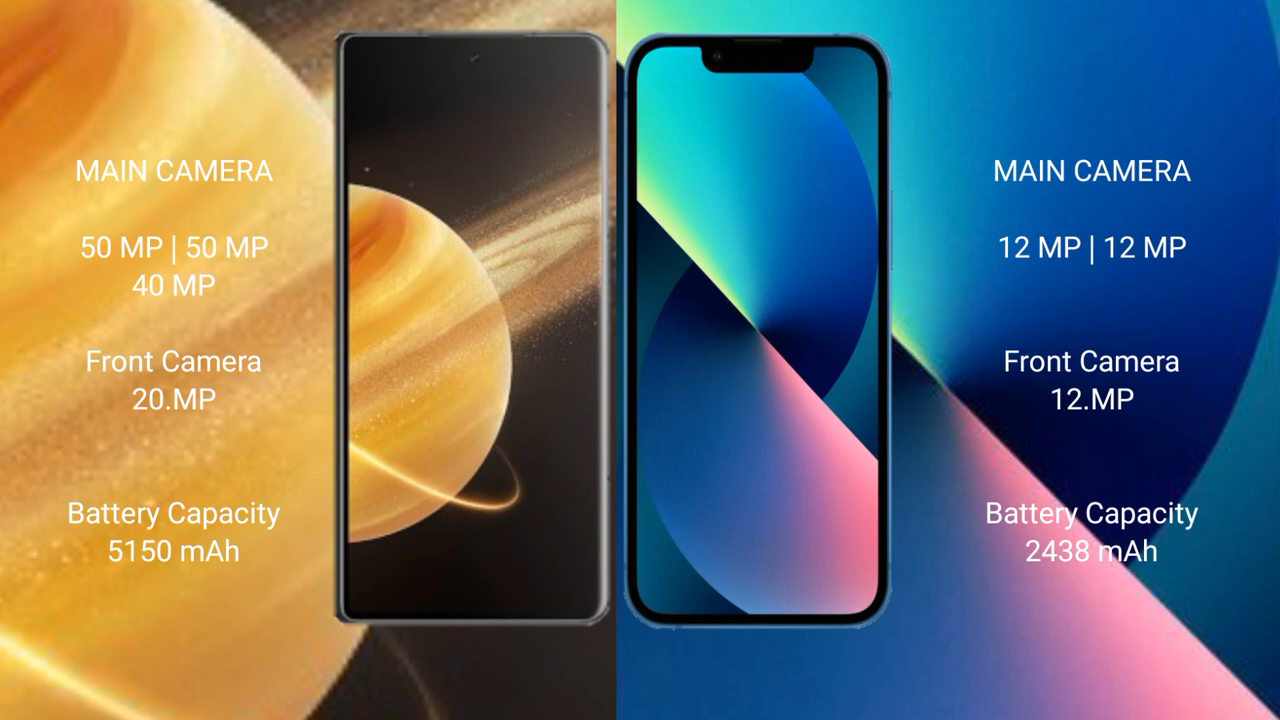 MAIN CAMERA
50 MP | 50 MP
40 MP
Front Camera
20.MP
Battery Capacity
5150 mAh
MAIN CAMERA
12 MP | 12 MP
Front Camera
12.MP
Battery Capacity
2438 mAh